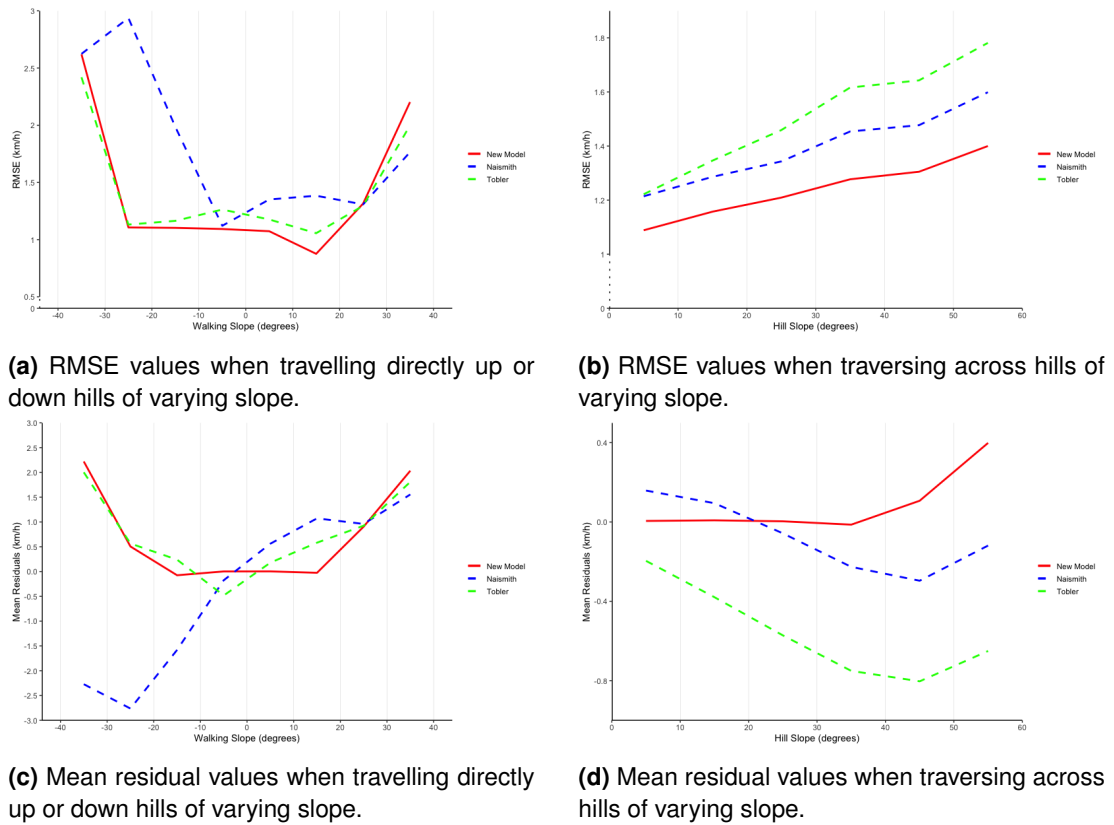 3
2.5
2
1.5
1
0.5
0
RMSE (km/h)
-40 -30 -20 -10 0 10 20 30 40
Walking Slope (degrees)
New Model
Naismith
Tobler
1.8
1.6
1.4
1.2
1
0
RMSE (km/h)
0 10 20 30 40 50 60
Hill Slope (degrees)
New Model
Naismith
Tobler
(a) RMSE values when travelling directly up or
down hills of varying slope.
(b) RMSE values when traversing across hills of
varying slope.
3.0
2.5
2.0
1.5
1.0
0.5
0.0
-0.5
-1.0
-1.5
-2.0
-2.5
-3.0
Mean Residuals (km/h)
-40 -30 -20 -10 0 10 20 30 40
Walking Slope (degrees)
New Model
Naismith
Tobler
0.4
0.0
-0.4
-0.8
Mean Residuals (km/h)
0 10 20 30 40 50 60
Hill Slope (degrees)
New Model
Naismith
Tobler
(c) Mean residual values when travelling directly
up or down hills of varying slope.
(d) Mean residual values when traversing across
hills of varying slope.